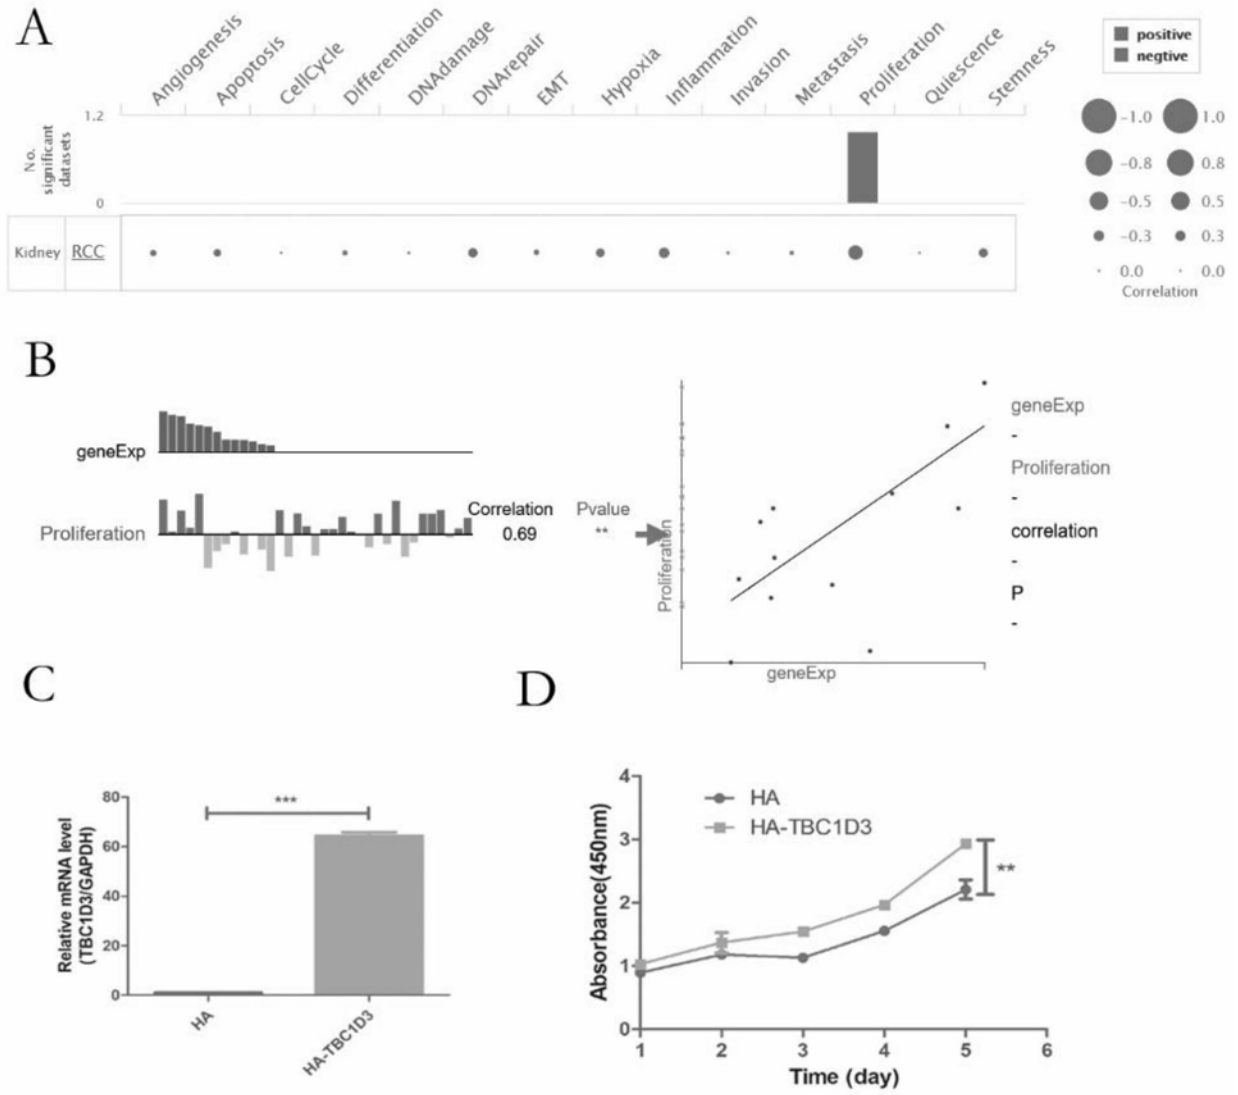 A
Angiogenesis
Apoptosis
CellCycle
Differentiation
DNAdamage
DNArepair
EMT
Hypoxia
Inflammation
Invasion
Metastasis
Proliferation
Quiescence
Stemness
positive
negtive
1.2
No.
significant
datasets
0
Kidney RCC
-1.0 1.0
-0.8 0.8
-0.5 0.5
-0.3 0.3
0.0 0.0
Correlation
B
geneExp
Proliferation
Correlation
0.69
Pvalue
**
Proliferation
geneExp
geneExp
-
Proliferation
-
correlation
-
P
-
C
Relative mRNA level
(TBC1D3/GAPDH)
80
60
40
20
0
***
HA
HA-TBC1D3
D
Absorbance(450nm)
4
3
2
1
0
HA
HA-TBC1D3
**
1 2 3 4 5 6
Time (day)